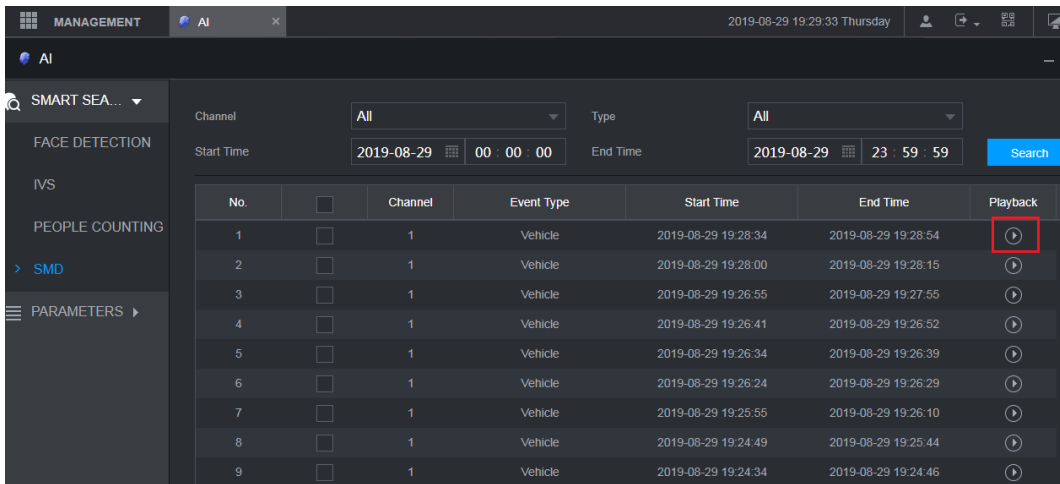 MANAGEMENT AI × 2019-08-29 19:29:33 Thursday
AI
SMART SEA...
FACE DETECTION
IVS
PEOPLE COUNTING
SMD
PARAMETERS
Channel All Type All
Start Time 2019-08-29 00 : 00 : 00 End Time 2019-08-29 23 : 59 : 59 Search
No. Channel Event Type Start Time End Time Playback
1 1 Vehicle 2019-08-29 19:28:34 2019-08-29 19:28:54
2 1 Vehicle 2019-08-29 19:28:00 2019-08-29 19:28:15
3 1 Vehicle 2019-08-29 19:26:55 2019-08-29 19:27:55
4 1 Vehicle 2019-08-29 19:26:41 2019-08-29 19:26:52
5 1 Vehicle 2019-08-29 19:26:34 2019-08-29 19:26:39
6 1 Vehicle 2019-08-29 19:26:24 2019-08-29 19:26:29
7 1 Vehicle 2019-08-29 19:25:55 2019-08-29 19:26:10
8 1 Vehicle 2019-08-29 19:24:49 2019-08-29 19:25:44
9 1 Vehicle 2019-08-29 19:24:34 2019-08-29 19:24:46